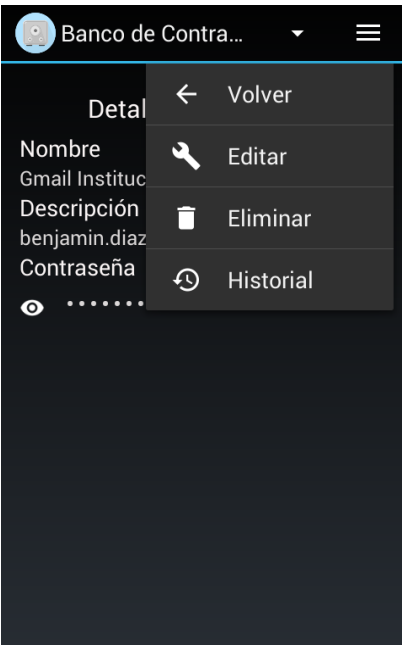 Banco de Contra...
Volver
Editar
Eliminar
Historial
Detal
Nombre
Gmail Instituc
Descripción
benjamin.diaz
Contraseña